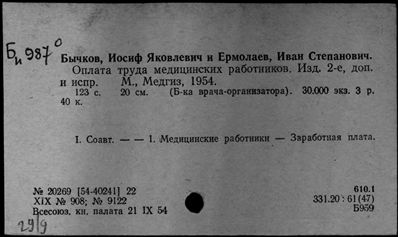 Би 987°
Бычков, Иосиф Яковлевич и Ермолаев, Иван Степанович.
Оплата труда медицинских работников. Изд. 2-е, доп.
и испр. М., Медгиз, 1954.
123 с. 20 см. (Б-ка врача-организатора). 30.000 экз. 3 р.
40 к.
I. Соавт. — — 1. Медицинские работники — Заработная плата.
№ 20269 [54-40241] 22
XIX № 908; № 9122
Всесоюз. кн. палата 21 IX 54
610.1
331.20 : 61 (47)
Б959
29/9